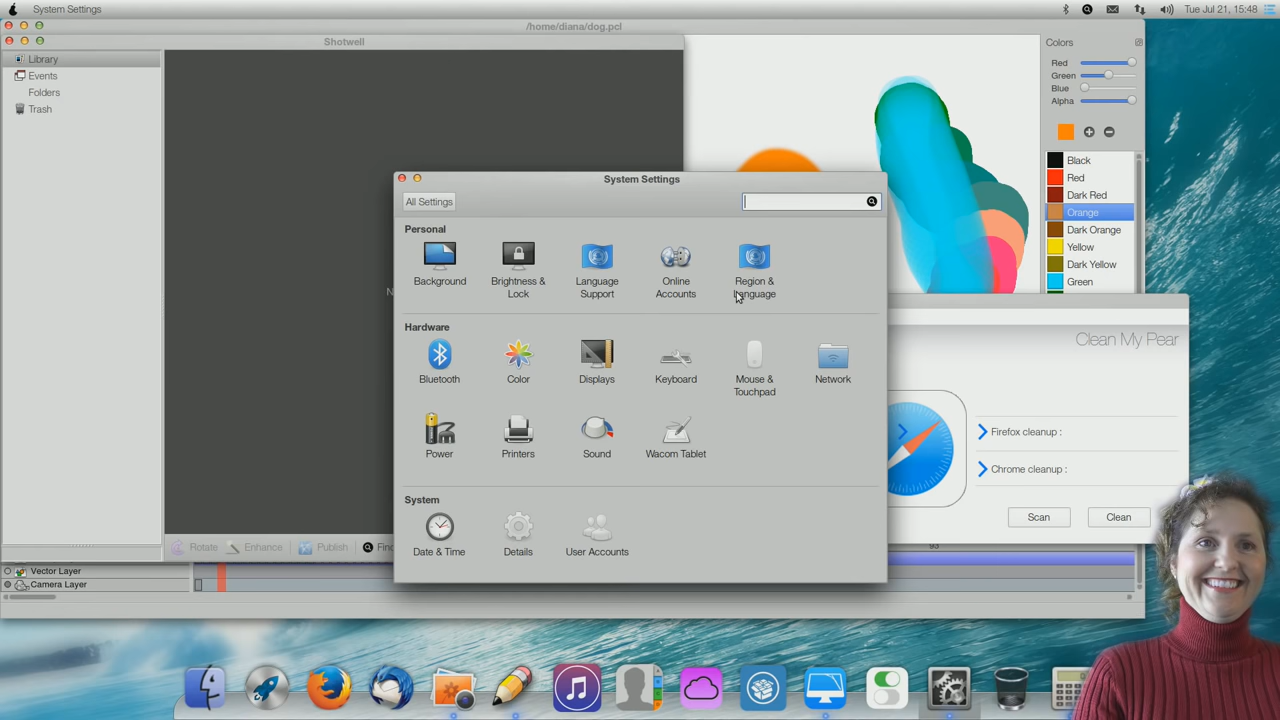 System Settings
Tue Jul 21, 15:48
/home/diana/dog.pcl
Shotwell
Library
Events
Folders
Trash
N
Rotate
Enhance
Publish
Find
Vector Layer
Camera Layer
93
System Settings
All Settings
Personal
Background
Brightness &
Lock
Language
Support
Online
Accounts
Region &
Language
Hardware
Bluetooth
Color
Displays
Keyboard
Mouse &
Touchpad
Network
Power
Printers
Sound
Wacom Tablet
System
Date & Time
Details
User Accounts
Colors
Red
Green
Blue
Alpha
Black
Red
Dark Red
Orange
Dark Orange
Yellow
Dark Yellow
Green
Clean My Pear
Firefox cleanup :
Chrome cleanup :
Scan
Clean